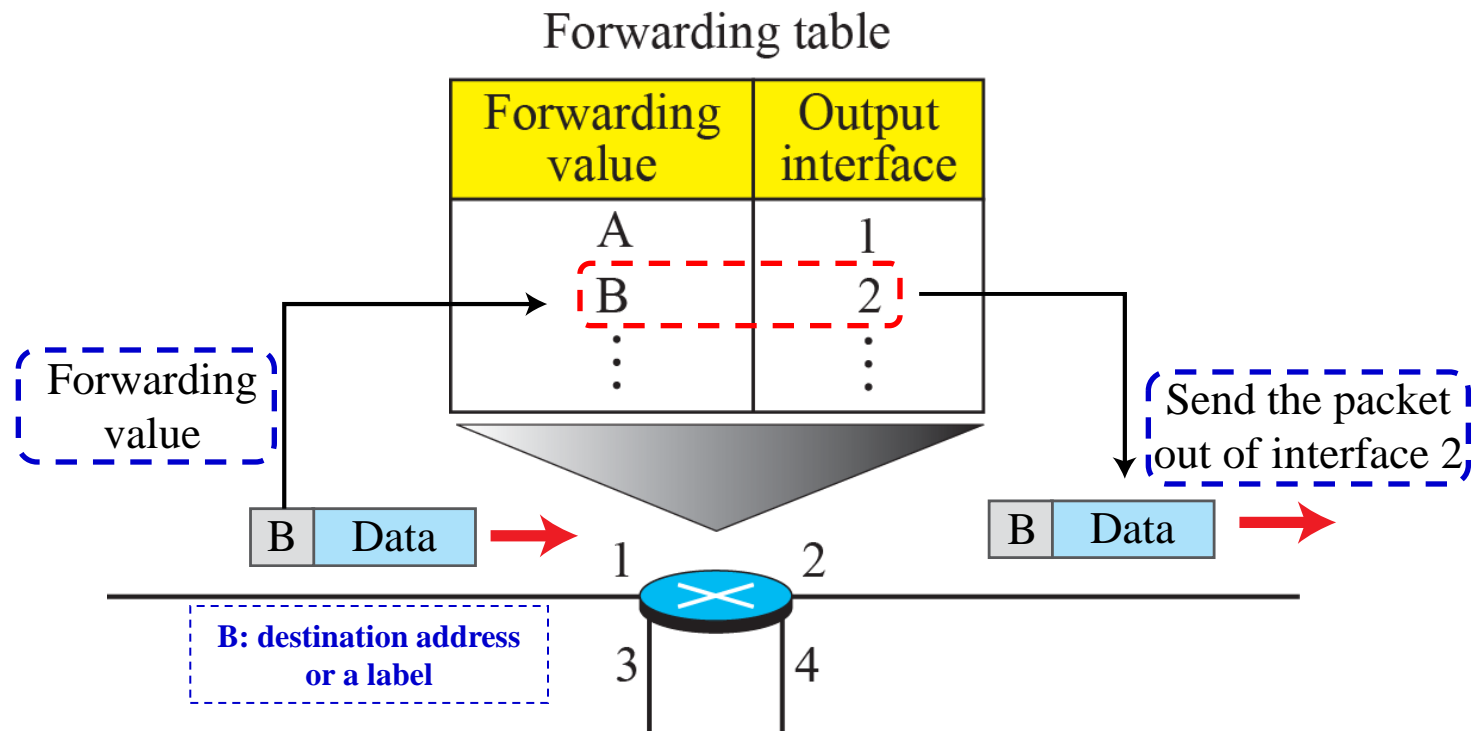 Forwarding table
Forwarding
value
Output
interface
A
1
B
2
⋮
⋮
Forwarding
value
Send the packet
out of interface 2
B
Data
B
Data
1
2
B: destination address
or a label
3
4